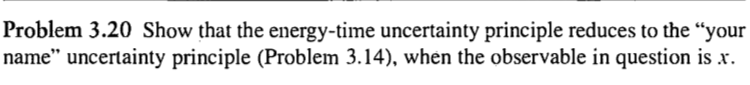 Problem 3.20 Show that the energy-time uncertainty principle reduces to the “your
name” uncertainty principle (Problem 3.14), when the observable in question is x.